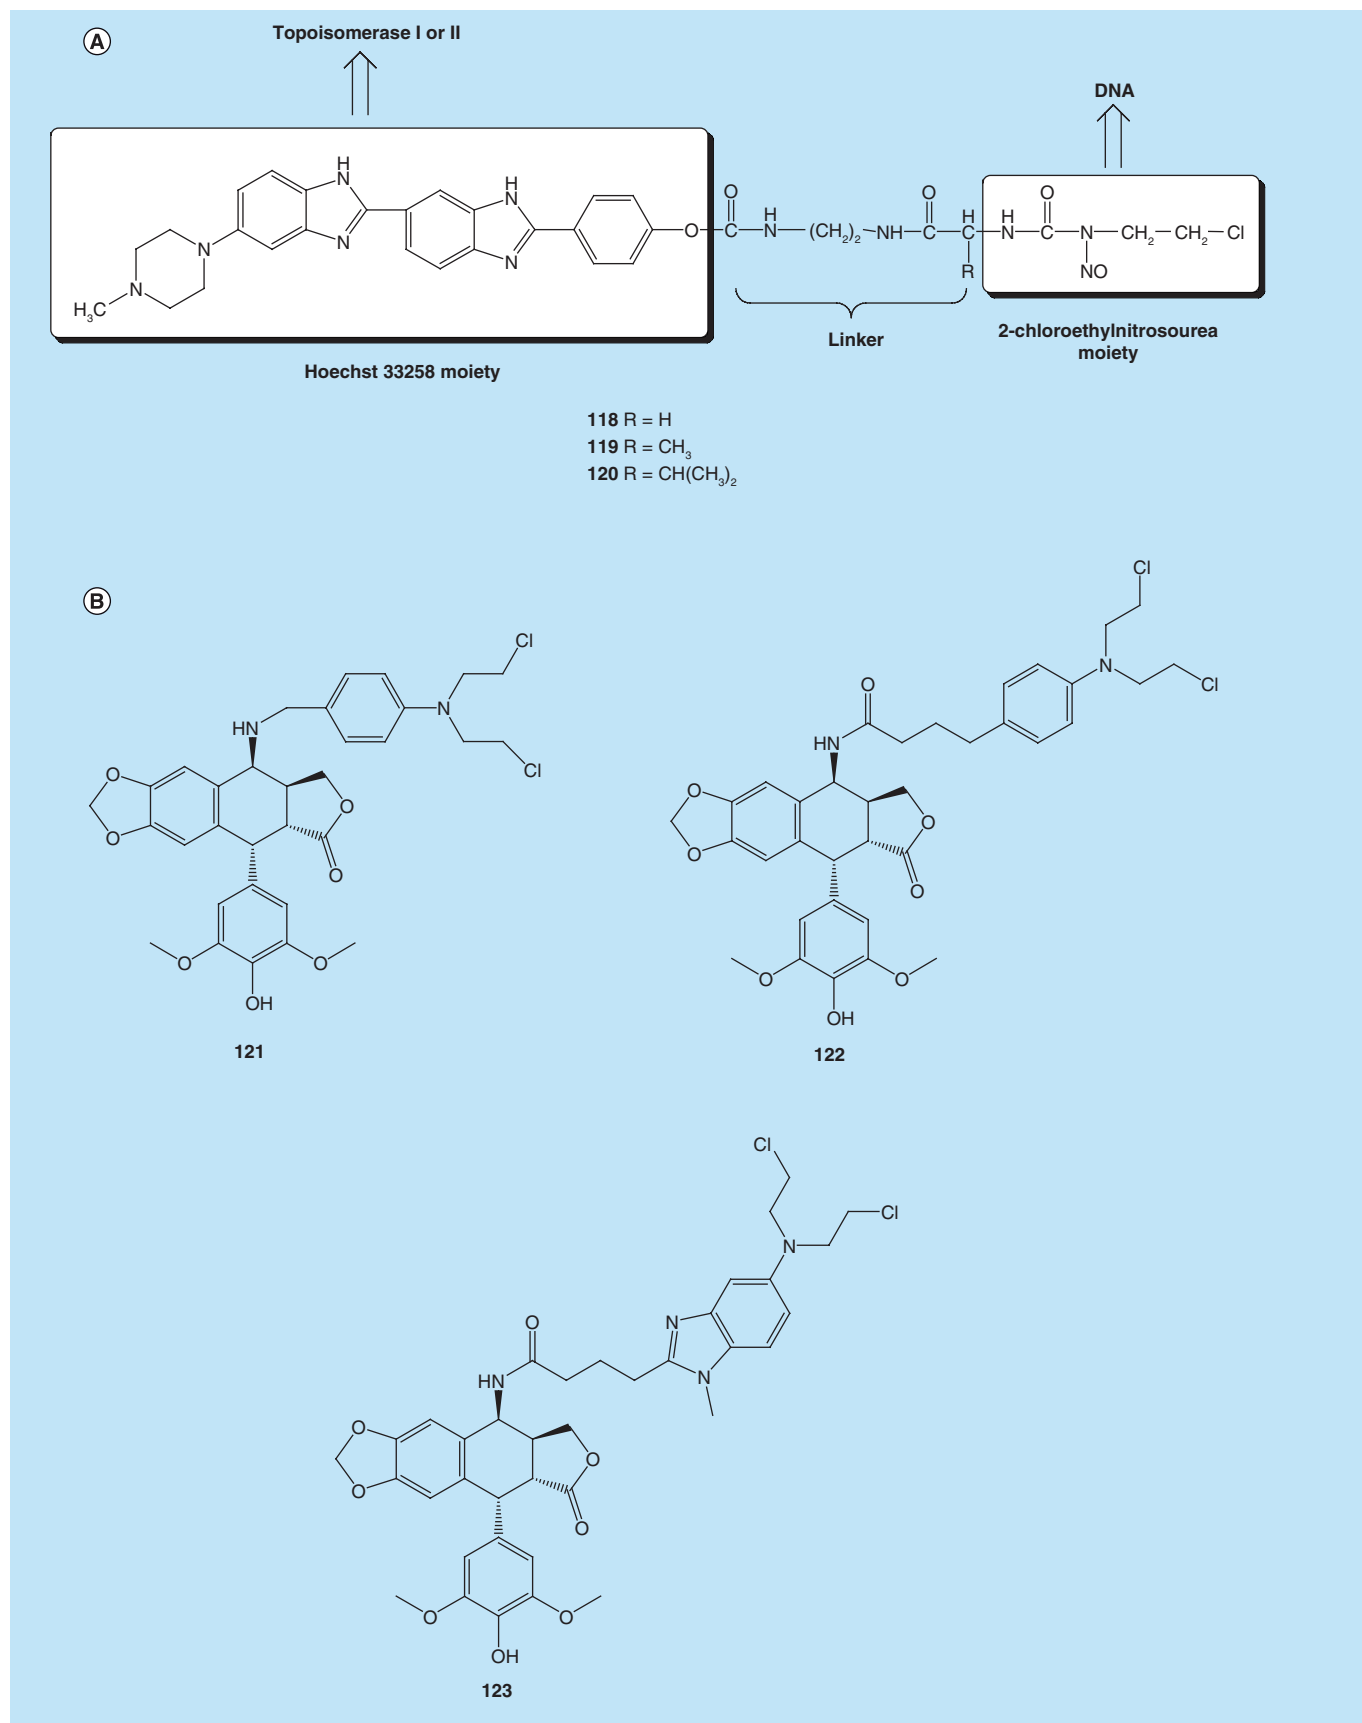 A
Topoisomerase I or II
DNA
H N N H N N N N H₃C O
O C H N (CH₂)₂ NH O C H C R
H N O C N NO CH₂ CH₂ Cl
Linker
2-chloroethylnitrosourea
moiety
Hoechst 33258 moiety
118 R = H
119 R = CH₃
120 R = CH(CH₃)₂
B
Cl
N
Cl
HN
O
O
O
O
O
O
OH
121
Cl
N
Cl
O
HN
O
O
O
O
O
O
OH
122
Cl
Cl
N
N
N
O
HN
O
O
O
O
O
O
OH
123